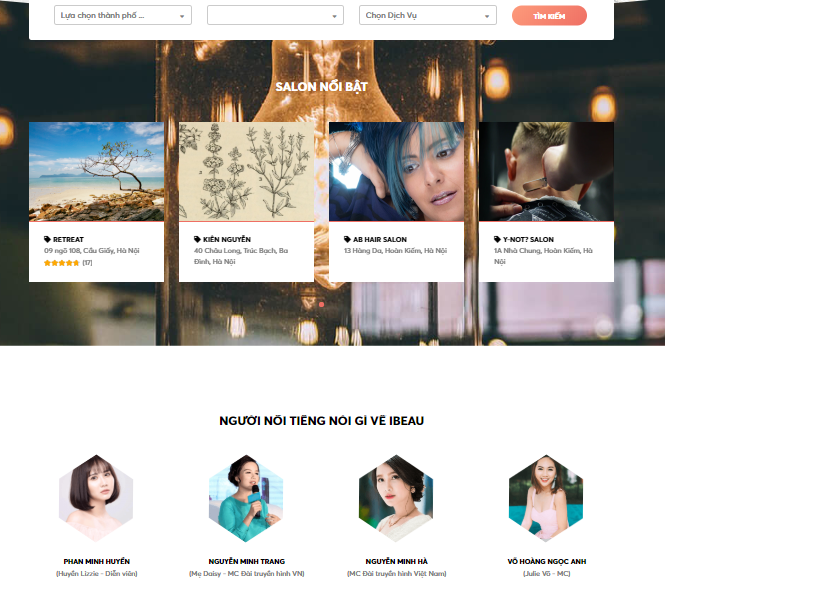 Lựa chọn thành phố ...
Chọn Dịch Vụ
TÌM KIẾM
SALON NỔI BẬT
RETREAT
09 ngõ 108, Cầu Giấy, Hà Nội
(17)
KIÊN NGUYỄN
40 Châu Long, Trúc Bạch, Ba
Đình, Hà Nội
AB HAIR SALON
13 Hàng Da, Hoàn Kiếm, Hà Nội
Y-NOT? SALON
1A Nhà Chung, Hoàn Kiếm, Hà
Nội
NGƯỜI NỔI TIẾNG NÓI GÌ VỀ IBEAU
PHAN MINH HUYỀN
(Huyền Lizzie - Diễn viên)
NGUYỄN MINH TRANG
(Mẹ Daisy - MC Đài truyền hình VN)
NGUYỄN MINH HÀ
(MC Đài truyền hình Việt Nam)
VÕ HOÀNG NGỌC ANH
(Julie Võ - MC)